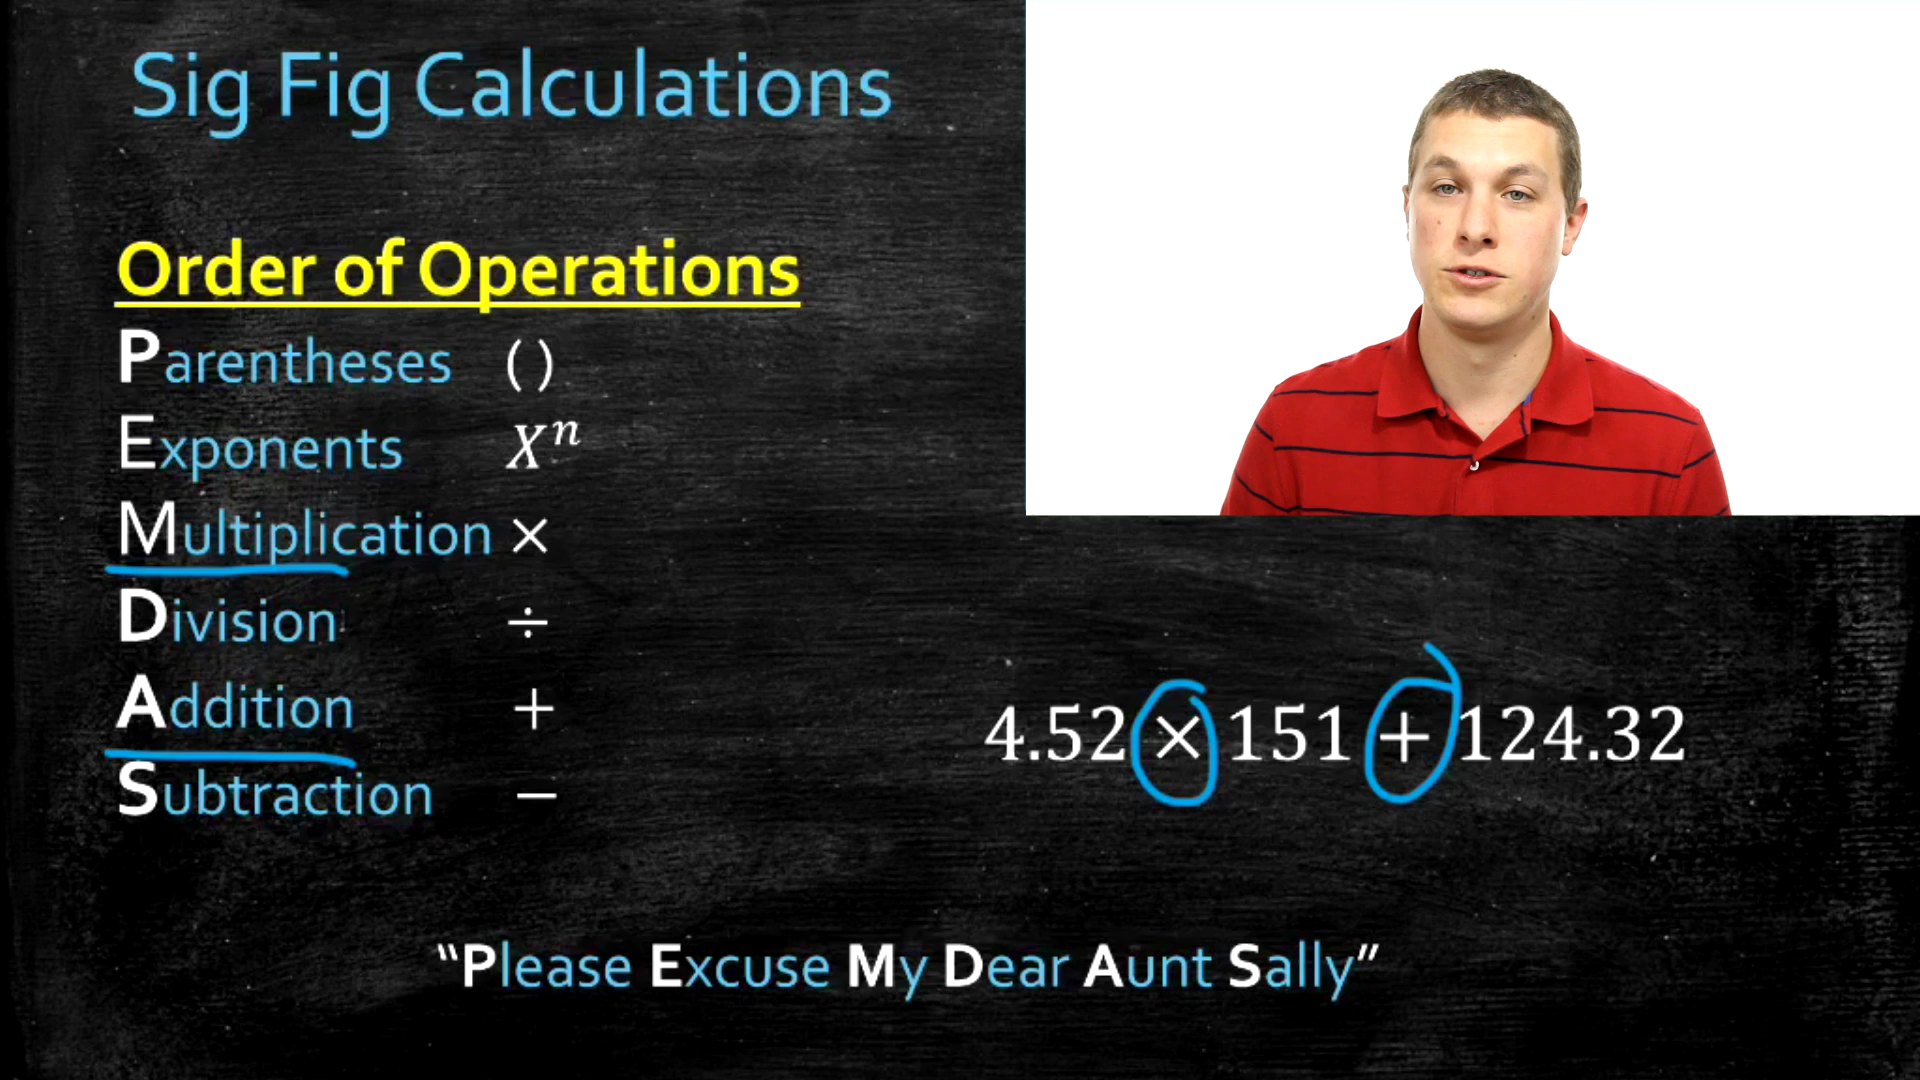 Sig Fig Calculations
Order of Operations
Parentheses ( )
Exponents Xⁿ
Multiplication ×
Division ÷
Addition +
Subtraction −
4.52 × 151 + 124.32
“Please Excuse My Dear Aunt Sally”